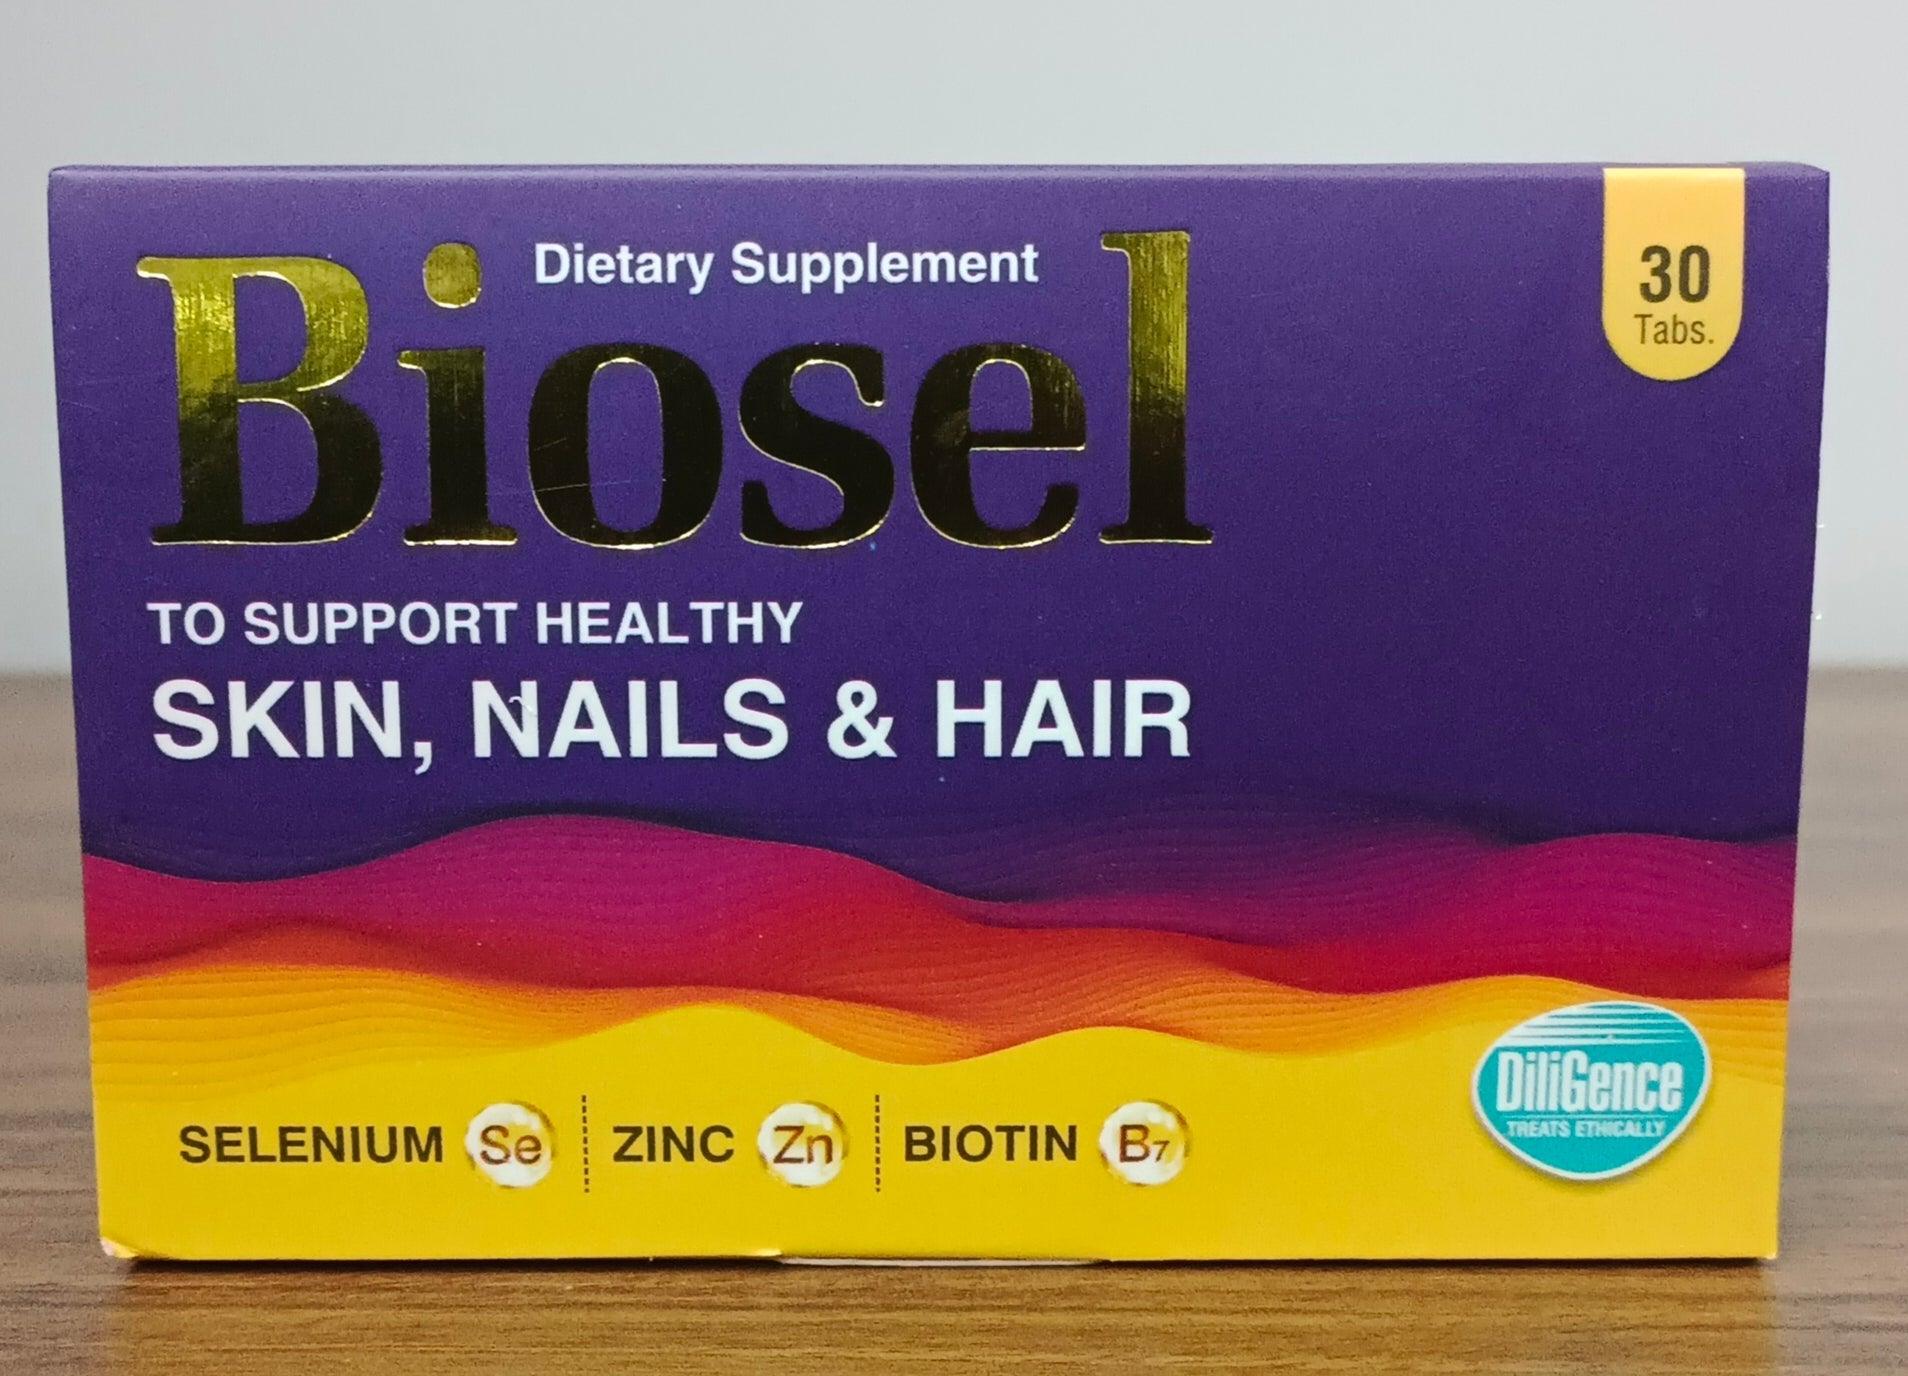 Dietary Supplement
Biosel
30
Tabs.
TO SUPPORT HEALTHY
SKIN, NAILS & HAIR
SELENIUM Se ZINC Zn BIOTIN B7
DiliGence
TREATS ETHICALLY